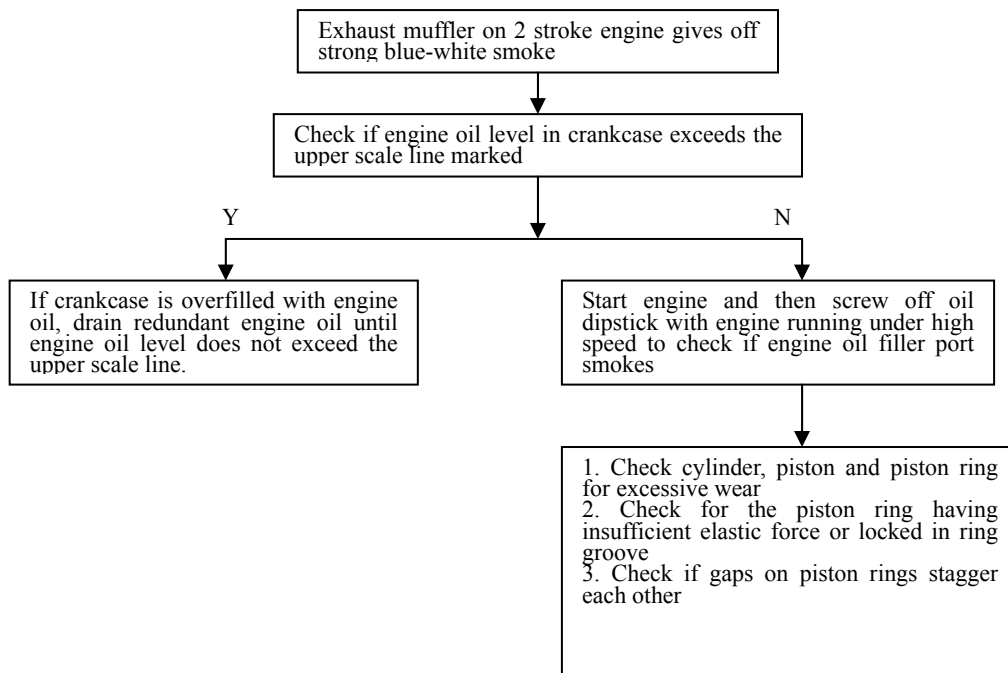 Exhaust muffler on 2 stroke engine gives off
strong blue-white smoke
Check if engine oil level in crankcase exceeds the
upper scale line marked
Y
N
If crankcase is overfilled with engine
oil, drain redundant engine oil until
engine oil level does not exceed the
upper scale line.
Start engine and then screw off oil
dipstick with engine running under high
speed to check if engine oil filler port
smokes
1. Check cylinder, piston and piston ring
for excessive wear
2. Check for the piston ring having
insufficient elastic force or locked in ring
groove
3. Check if gaps on piston rings stagger
each other